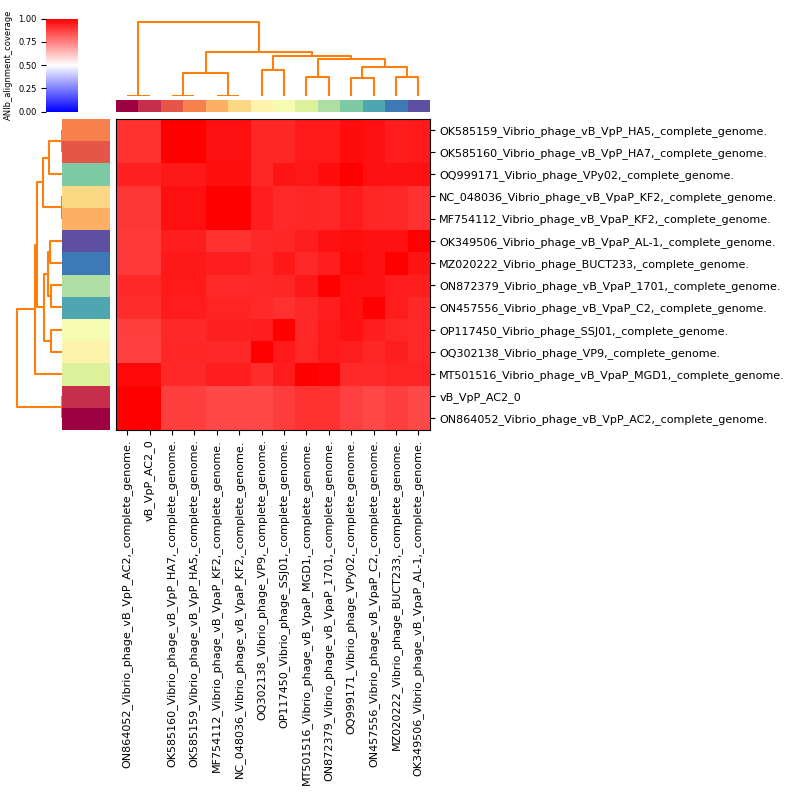 ANIb_alignment_coverage
1.00
0.75
0.50
0.25
0.00
OK585159_Vibrio_phage_vB_VpP_HA5,_complete_genome.
OK585160_Vibrio_phage_vB_VpP_HA7,_complete_genome.
OQ999171_Vibrio_phage_VPy02,_complete_genome.
NC_048036_Vibrio_phage_vB_VpaP_KF2,_complete_genome.
MF754112_Vibrio_phage_vB_VpaP_KF2,_complete_genome.
OK349506_Vibrio_phage_vB_VpaP_AL-1,_complete_genome.
MZ020222_Vibrio_phage_BUCT233,_complete_genome.
ON872379_Vibrio_phage_vB_VpaP_1701,_complete_genome.
ON457556_Vibrio_phage_vB_VpaP_C2,_complete_genome.
OP117450_Vibrio_phage_SSJ01,_complete_genome.
OQ302138_Vibrio_phage_VP9,_complete_genome.
MT501516_Vibrio_phage_vB_VpaP_MGD1,_complete_genome.
vB_VpP_AC2_0
ON864052_Vibrio_phage_vB_VpP_AC2,_complete_genome.
ON864052_Vibrio_phage_vB_VpP_AC2,_complete_genome.
vB_VpP_AC2_0
OK585160_Vibrio_phage_vB_VpP_HA7,_complete_genome.
OK585159_Vibrio_phage_vB_VpP_HA5,_complete_genome.
MF754112_Vibrio_phage_vB_VpaP_KF2,_complete_genome.
NC_048036_Vibrio_phage_vB_VpaP_KF2,_complete_genome.
OQ302138_Vibrio_phage_VP9,_complete_genome.
OP117450_Vibrio_phage_SSJ01,_complete_genome.
MT501516_Vibrio_phage_vB_VpaP_MGD1,_complete_genome.
ON872379_Vibrio_phage_vB_VpaP_1701,_complete_genome.
OQ999171_Vibrio_phage_VPy02,_complete_genome.
ON457556_Vibrio_phage_vB_VpaP_C2,_complete_genome.
MZ020222_Vibrio_phage_BUCT233,_complete_genome.
OK349506_Vibrio_phage_vB_VpaP_AL-1,_complete_genome.